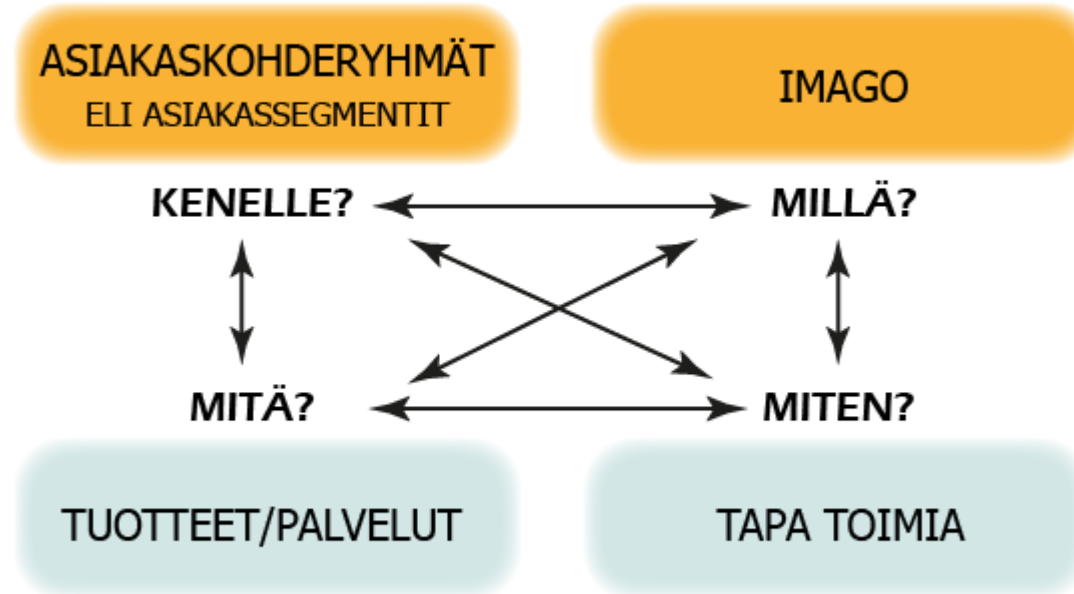 ASIAKASKOHDERYHMÄT
ELI ASIAKASSEGMENTIT
IMAGO
KENELLE?
MILLÄ?
MITÄ?
MITEN?
TUOTTEET/PALVELUT
TAPA TOIMIA